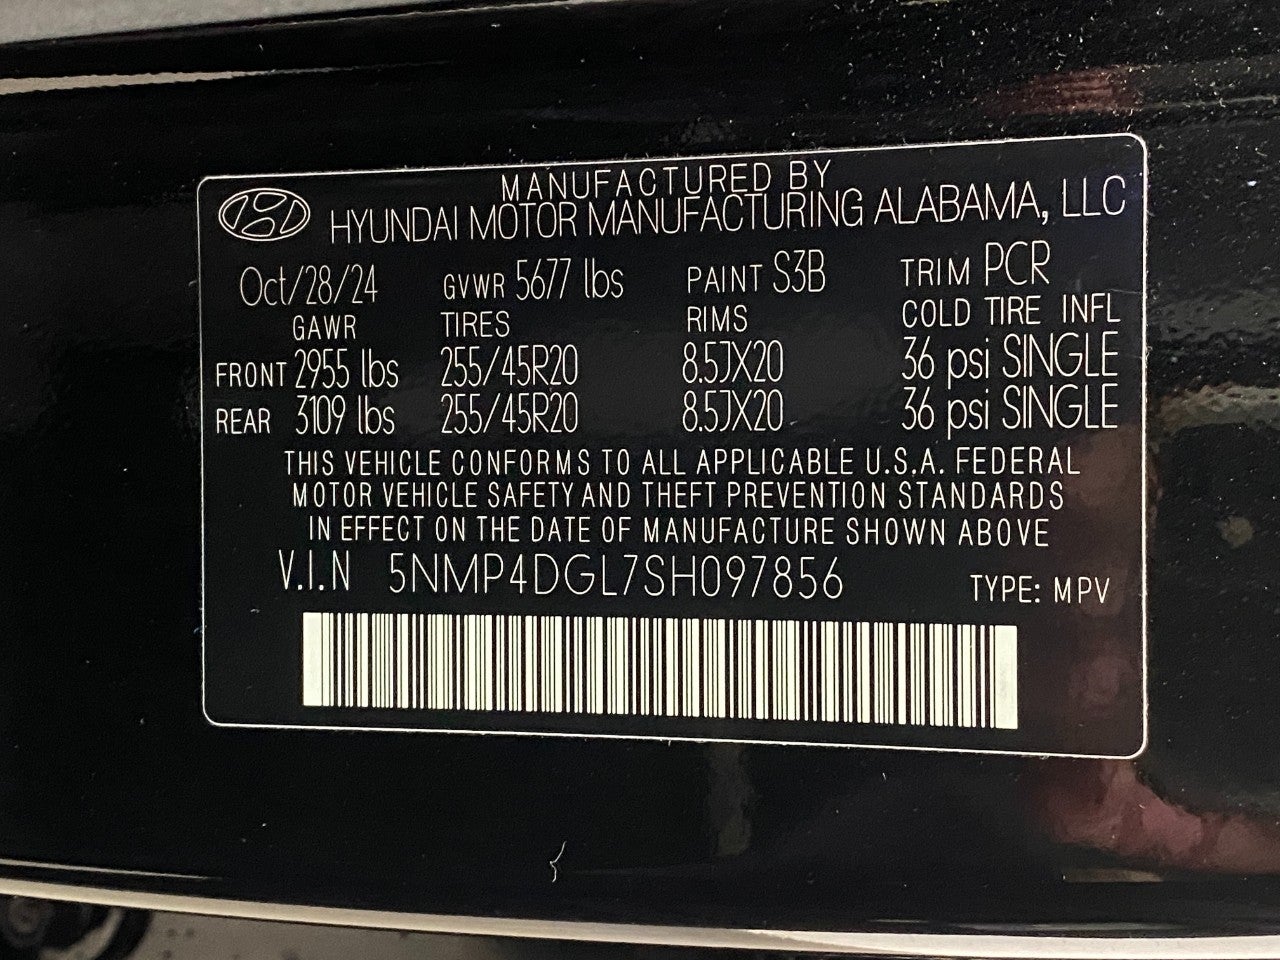 MANUFACTURED BY
HYUNDAI MOTOR MANUFACTURING ALABAMA, LLC
Oct/28/24 GVWR 5677 lbs PAINT S3B TRIM PCR
GAWR TIRES RIMS COLD TIRE INFL
FRONT 2955 lbs 255/45R20 8.5JX20 36 psi SINGLE
REAR 3109 lbs 255/45R20 8.5JX20 36 psi SINGLE
THIS VEHICLE CONFORMS TO ALL APPLICABLE U.S.A. FEDERAL
MOTOR VEHICLE SAFETY AND THEFT PREVENTION STANDARDS
IN EFFECT ON THE DATE OF MANUFACTURE SHOWN ABOVE
V.I.N 5NMP4DGL7SH097856 TYPE: MPV